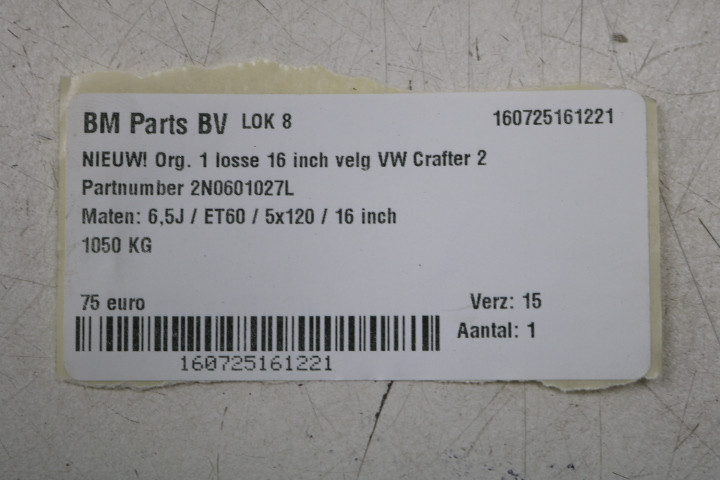 BM Parts BV LOK 8 160725161221
NIEUW! Org. 1 losse 16 inch velg VW Crafter 2
Partnumber 2N0601027L
Maten: 6,5J / ET60 / 5x120 / 16 inch
1050 KG
75 euro Verz: 15
Aantal: 1
160725161221